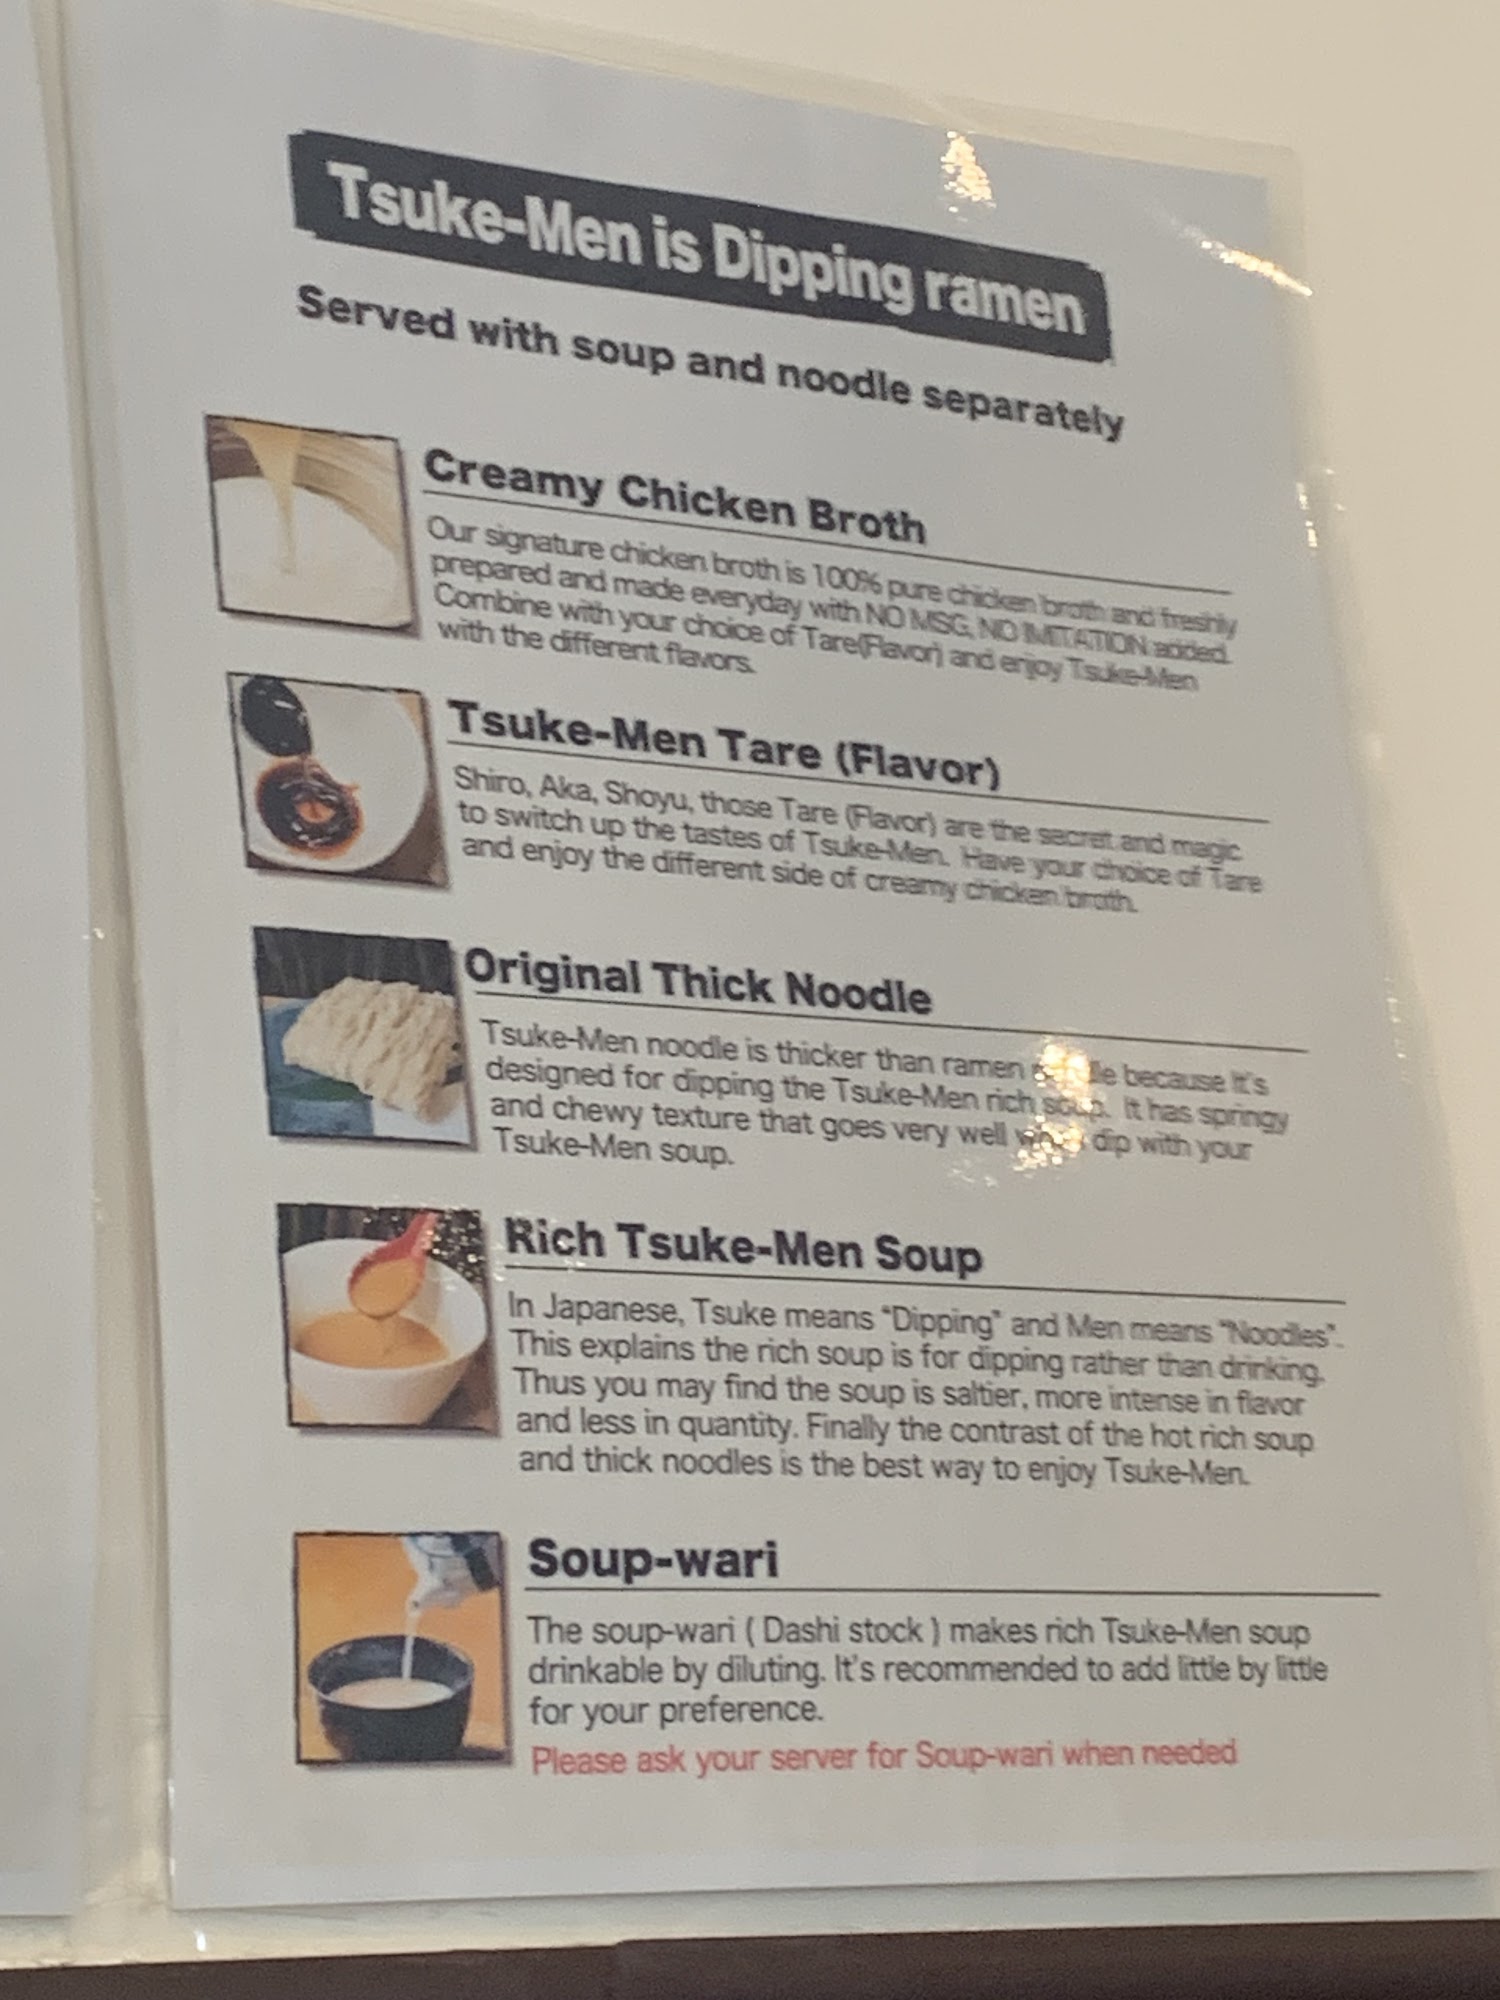 Tsuke-Men is Dipping ramen
Served with soup and noodle separately
Creamy Chicken Broth
Our signature chicken broth is 100% pure chicken broth and freshly
prepared and made everyday with NO MSG, NO IMITATION added.
Combine with your choice of Tare(Flavor) and enjoy Tsuke-Men
with the different flavors.
Tsuke-Men Tare (Flavor)
Shiro, Aka, Shoyu, those Tare (Flavor) are the secret and magic
to switch up the tastes of Tsuke-Men. Have your choice of Tare
and enjoy the different side of creamy chicken broth.
Original Thick Noodle
Tsuke-Men noodle is thicker than ramen because it's
designed for dipping the Tsuke-Men rich soup. It has springy
and chewy texture that goes very well dip with your
Tsuke-Men soup.
Rich Tsuke-Men Soup
In Japanese, Tsuke means "Dipping" and Men means "Noodles".
This explains the rich soup is for dipping rather than drinking.
Thus you may find the soup is saltier, more intense in flavor
and less in quantity. Finally the contrast of the hot rich soup
and thick noodles is the best way to enjoy Tsuke-Men.
Soup-wari
The soup-wari ( Dashi stock ) makes rich Tsuke-Men soup
drinkable by diluting. It's recommended to add little by little
for your preference.
Please ask your server for Soup-wari when needed